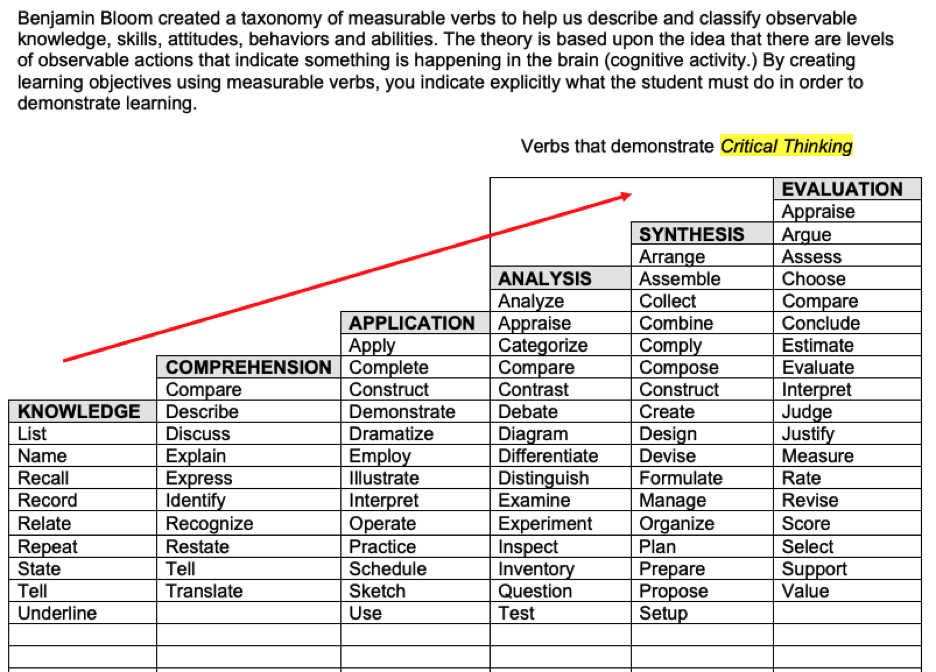 Benjamin Bloom created a taxonomy of measurable verbs to help us describe and classify observable
knowledge, skills, attitudes, behaviors and abilities. The theory is based upon the idea that there are levels
of observable actions that indicate something is happening in the brain (cognitive activity.) By creating
learning objectives using measurable verbs, you indicate explicitly what the student must do in order to
demonstrate learning.
Verbs that demonstrate Critical Thinking
KNOWLEDGE
List
Name
Recall
Record
Relate
Repeat
State
Tell
Underline
COMPREHENSION
Compare
Describe
Discuss
Explain
Express
Identify
Recognize
Restate
Tell
Translate
APPLICATION
Apply
Complete
Construct
Demonstrate
Dramatize
Employ
Illustrate
Interpret
Operate
Practice
Schedule
Sketch
Use
ANALYSIS
Analyze
Appraise
Categorize
Compare
Contrast
Debate
Diagram
Differentiate
Distinguish
Examine
Experiment
Inspect
Inventory
Question
Test
SYNTHESIS
Arrange
Assemble
Collect
Combine
Comply
Compose
Construct
Create
Design
Devise
Formulate
Manage
Organize
Plan
Prepare
Propose
Setup
EVALUATION
Appraise
Argue
Assess
Choose
Compare
Conclude
Estimate
Evaluate
Interpret
Judge
Justify
Measure
Rate
Revise
Score
Select
Support
Value